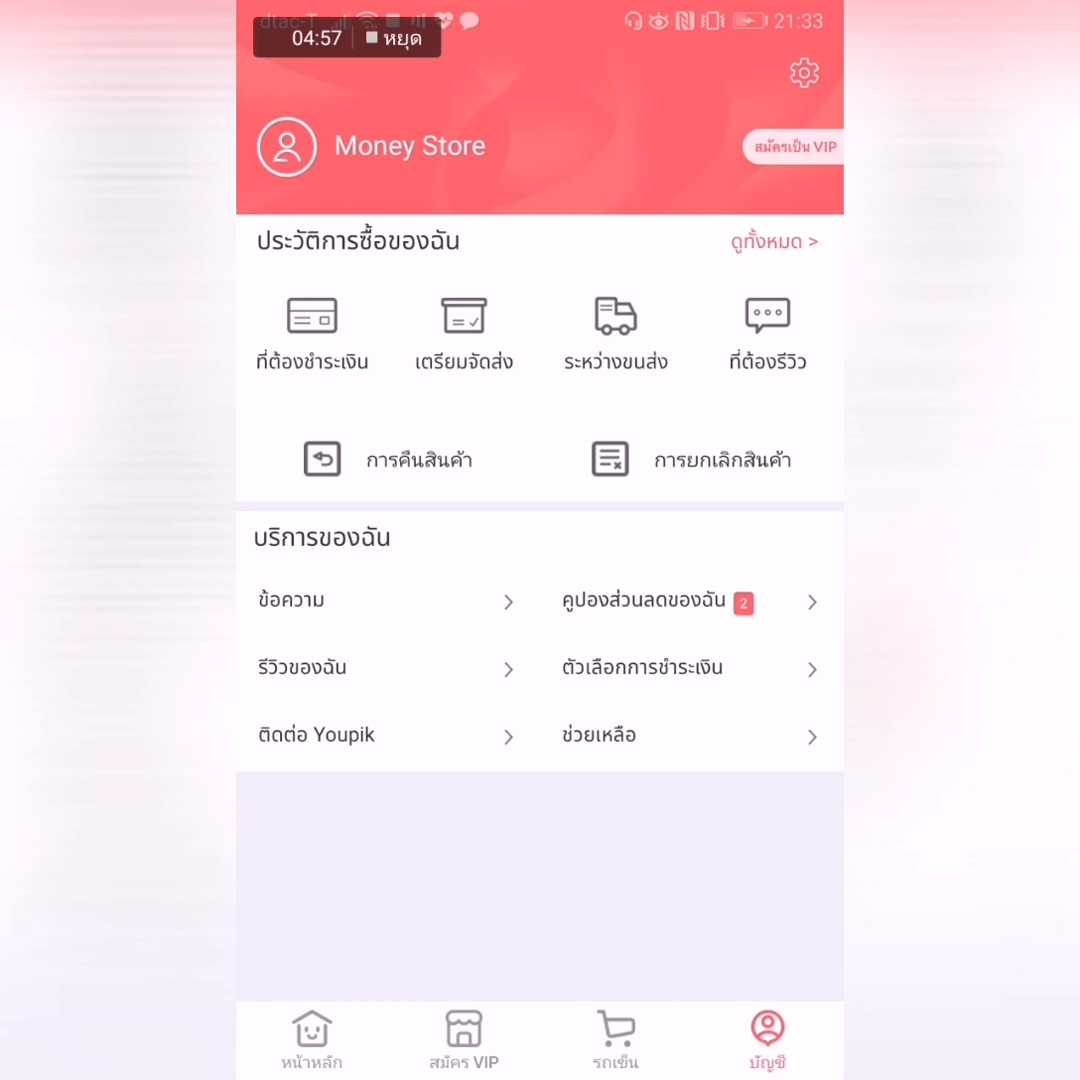 dtac-T 21:33
04:57 หยุด
Money Store
สมัครเป็น VIP
ประวัติการซื้อของฉัน ดูทั้งหมด >
ที่ต้องชำระเงิน เตรียมจัดส่ง ระหว่างขนส่ง ที่ต้องรีวิว
การคืนสินค้า การยกเลิกสินค้า
บริการของฉัน
ข้อความ คูปองส่วนลดของฉัน 2
รีวิวของฉัน ตัวเลือกการชำระเงิน
ติดต่อ Youpik ช่วยเหลือ
หน้าหลัก สมัคร VIP รถเข็น บัญชี